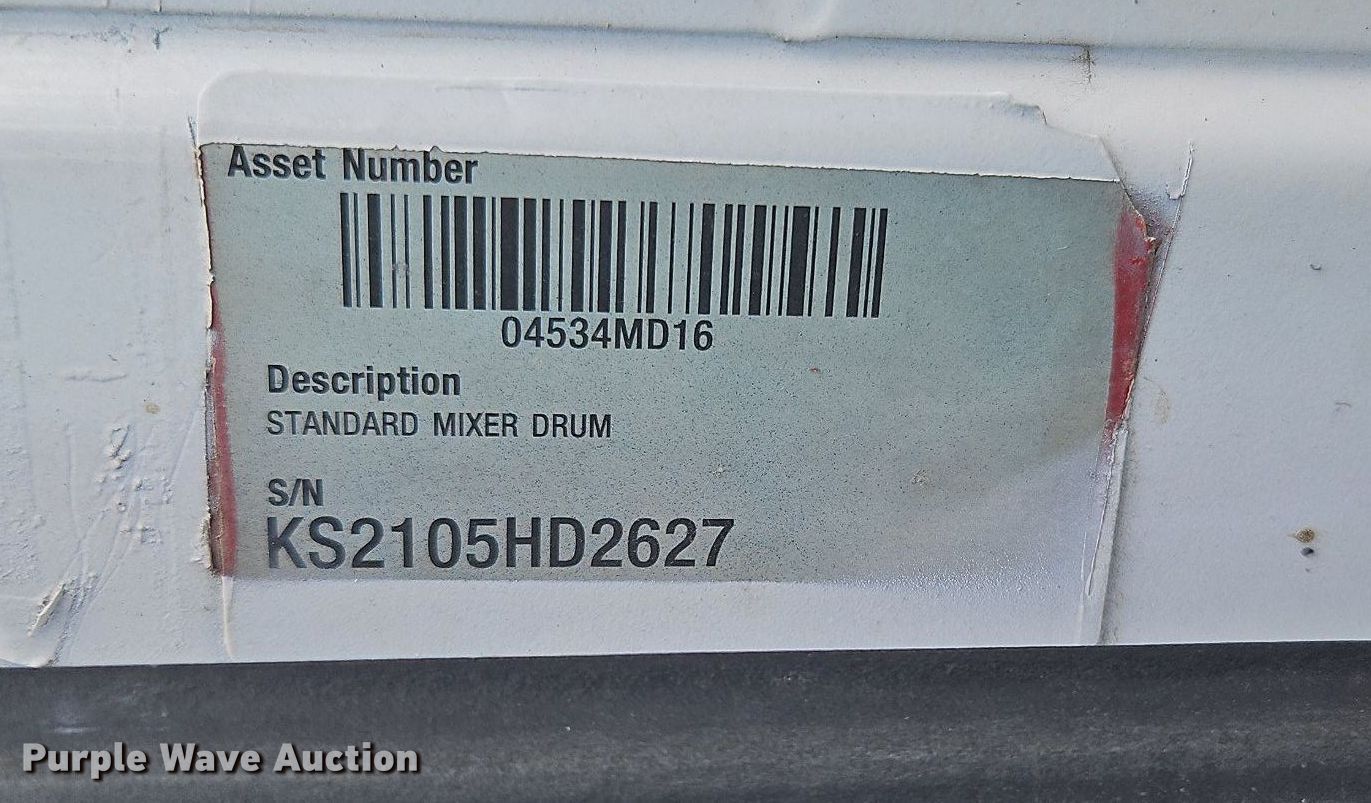 Asset Number
04534MD16
Description
STANDARD MIXER DRUM
S/N
KS2105HD2627
Purple Wave Auction